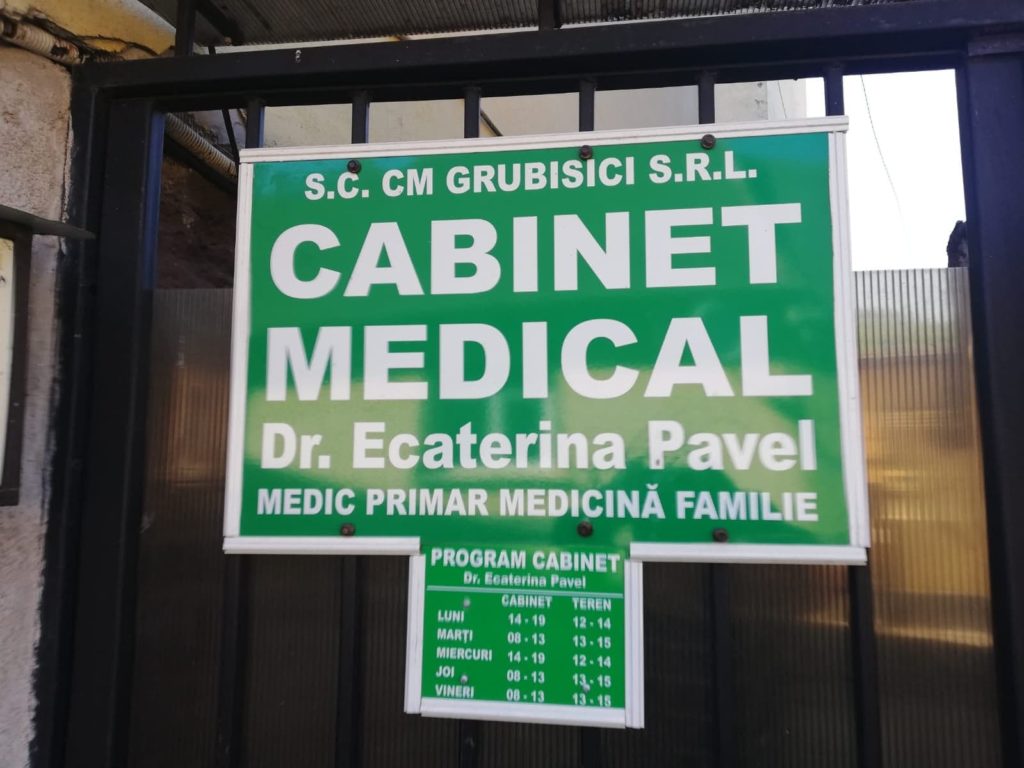 S.C. CM GRUBISICI S.R.L.
CABINET
MEDICAL
Dr. Ecaterina Pavel
MEDIC PRIMAR MEDICINĂ FAMILIE
PROGRAM CABINET
Dr. Ecaterina Pavel
CABINET TEREN
LUNI 14 - 19 12 - 14
MARȚI 08 - 13 13 - 15
MIERCURI 14 - 19 12 - 14
JOI 08 - 13 13 - 15
VINERI 08 - 13 13 - 15